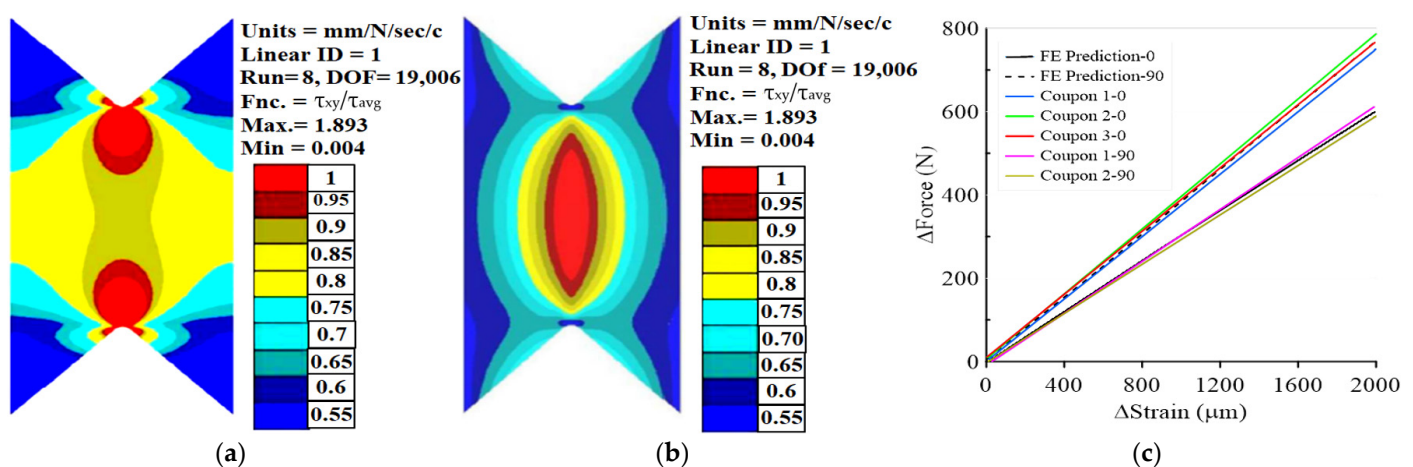 Units = mm/N/sec/c
Linear ID = 1
Run= 8, DOF= 19,006
Fnc. = τxy/τavg
Max.= 1.893
Min = 0.004
1
0.95
0.9
0.85
0.8
0.75
0.7
0.65
0.6
0.55
(a)
Units = mm/N/sec/c
Linear ID = 1
Run = 8, DOf = 19,006
Fnc. = τxy/τavg
Max.= 1.893
Min = 0.004
1
0.95
0.9
0.85
0.8
0.75
0.70
0.65
0.6
0.55
(b)
800
600
400
200
0
ΔForce (N)
FE Prediction-0
FE Prediction-90
Coupon 1-0
Coupon 2-0
Coupon 3-0
Coupon 1-90
Coupon 2-90
0
400
800
1200
1600
2000
ΔStrain (μm)
(c)